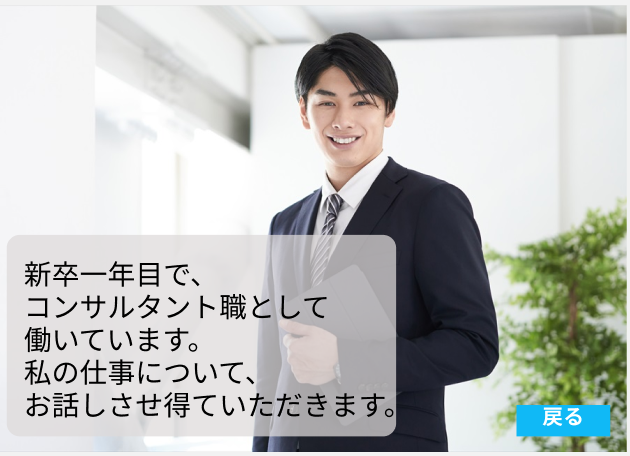 新卒一年目で、
コンサルタント職として
働いています。
私の仕事について、
お話しさせ得ていただきます。
戻る